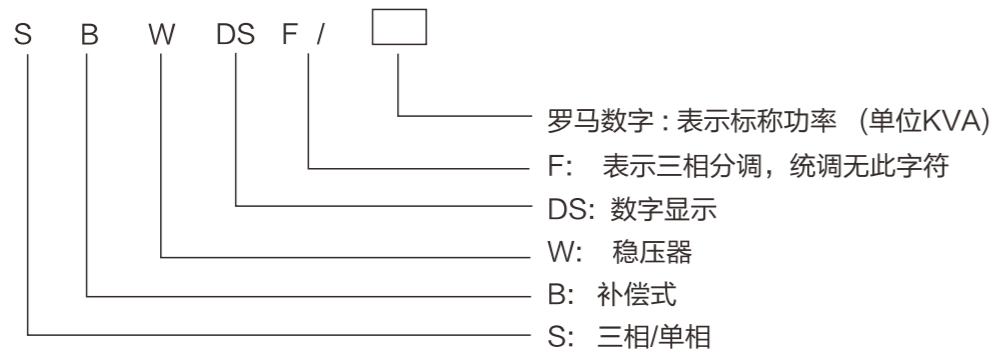 S B W DS F /
罗马数字 : 表示标称功率 (单位KVA)
F: 表示三相分调，统调无此字符
DS: 数字显示
W: 稳压器
B: 补偿式
S: 三相/单相